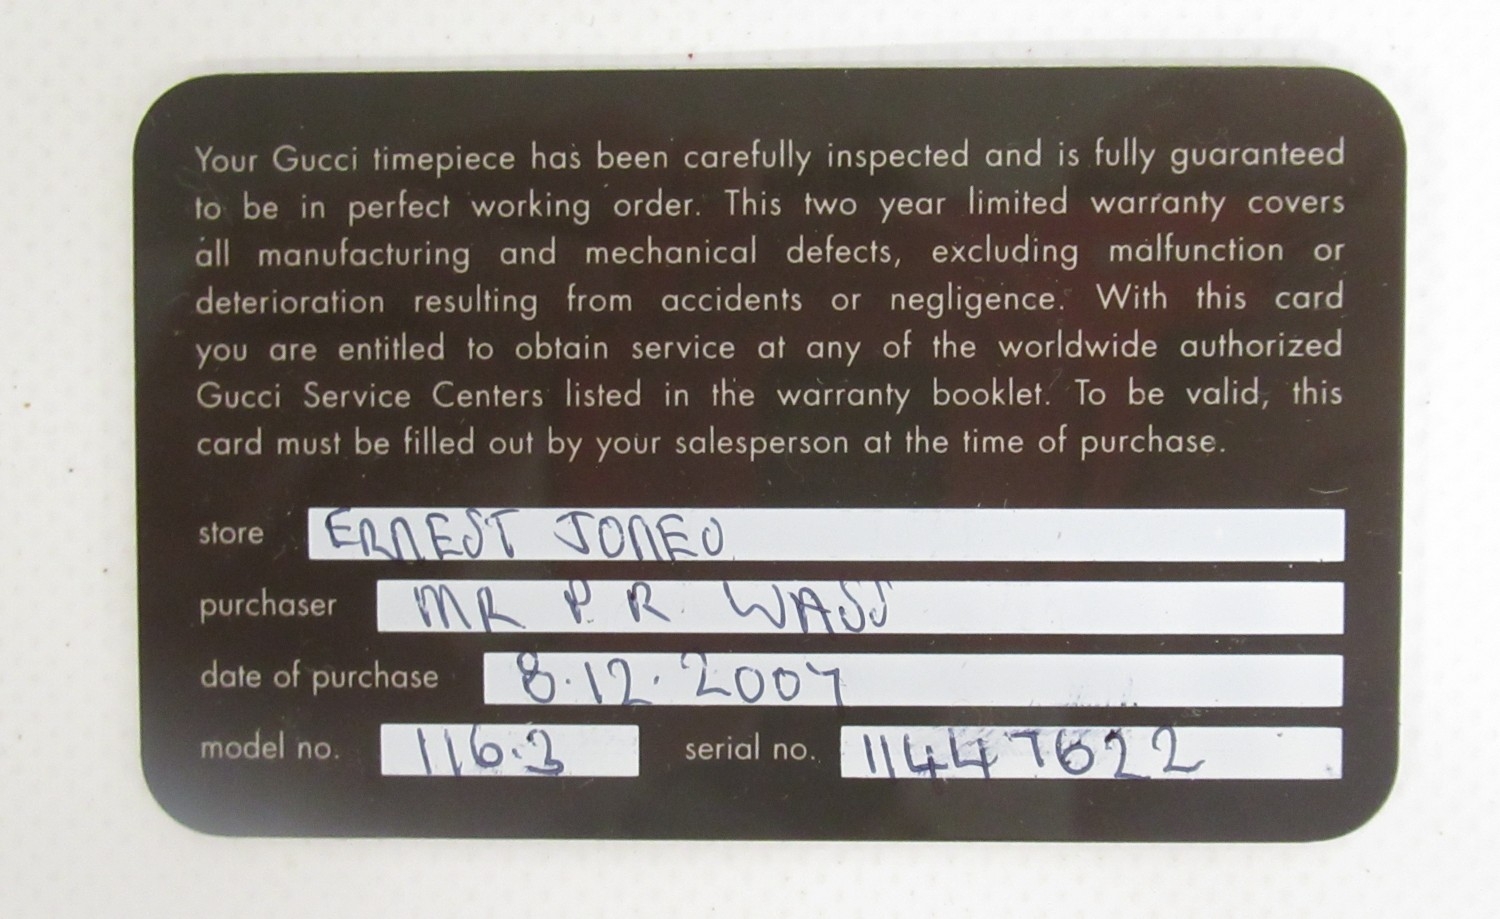 Your Gucci timepiece has been carefully inspected and is fully guaranteed
to be in perfect working order. This two year limited warranty covers
all manufacturing and mechanical defects, excluding malfunction or
deterioration resulting from accidents or negligence. With this card
you are entitled to obtain service at any of the worldwide authorized
Gucci Service Centers listed in the warranty booklet. To be valid, this
card must be filled out by your salesperson at the time of purchase.
store ERNEST JONES
purchaser MR P.R. WASS
date of purchase 8.12.2007
model no. 116.3 serial no. 11447622